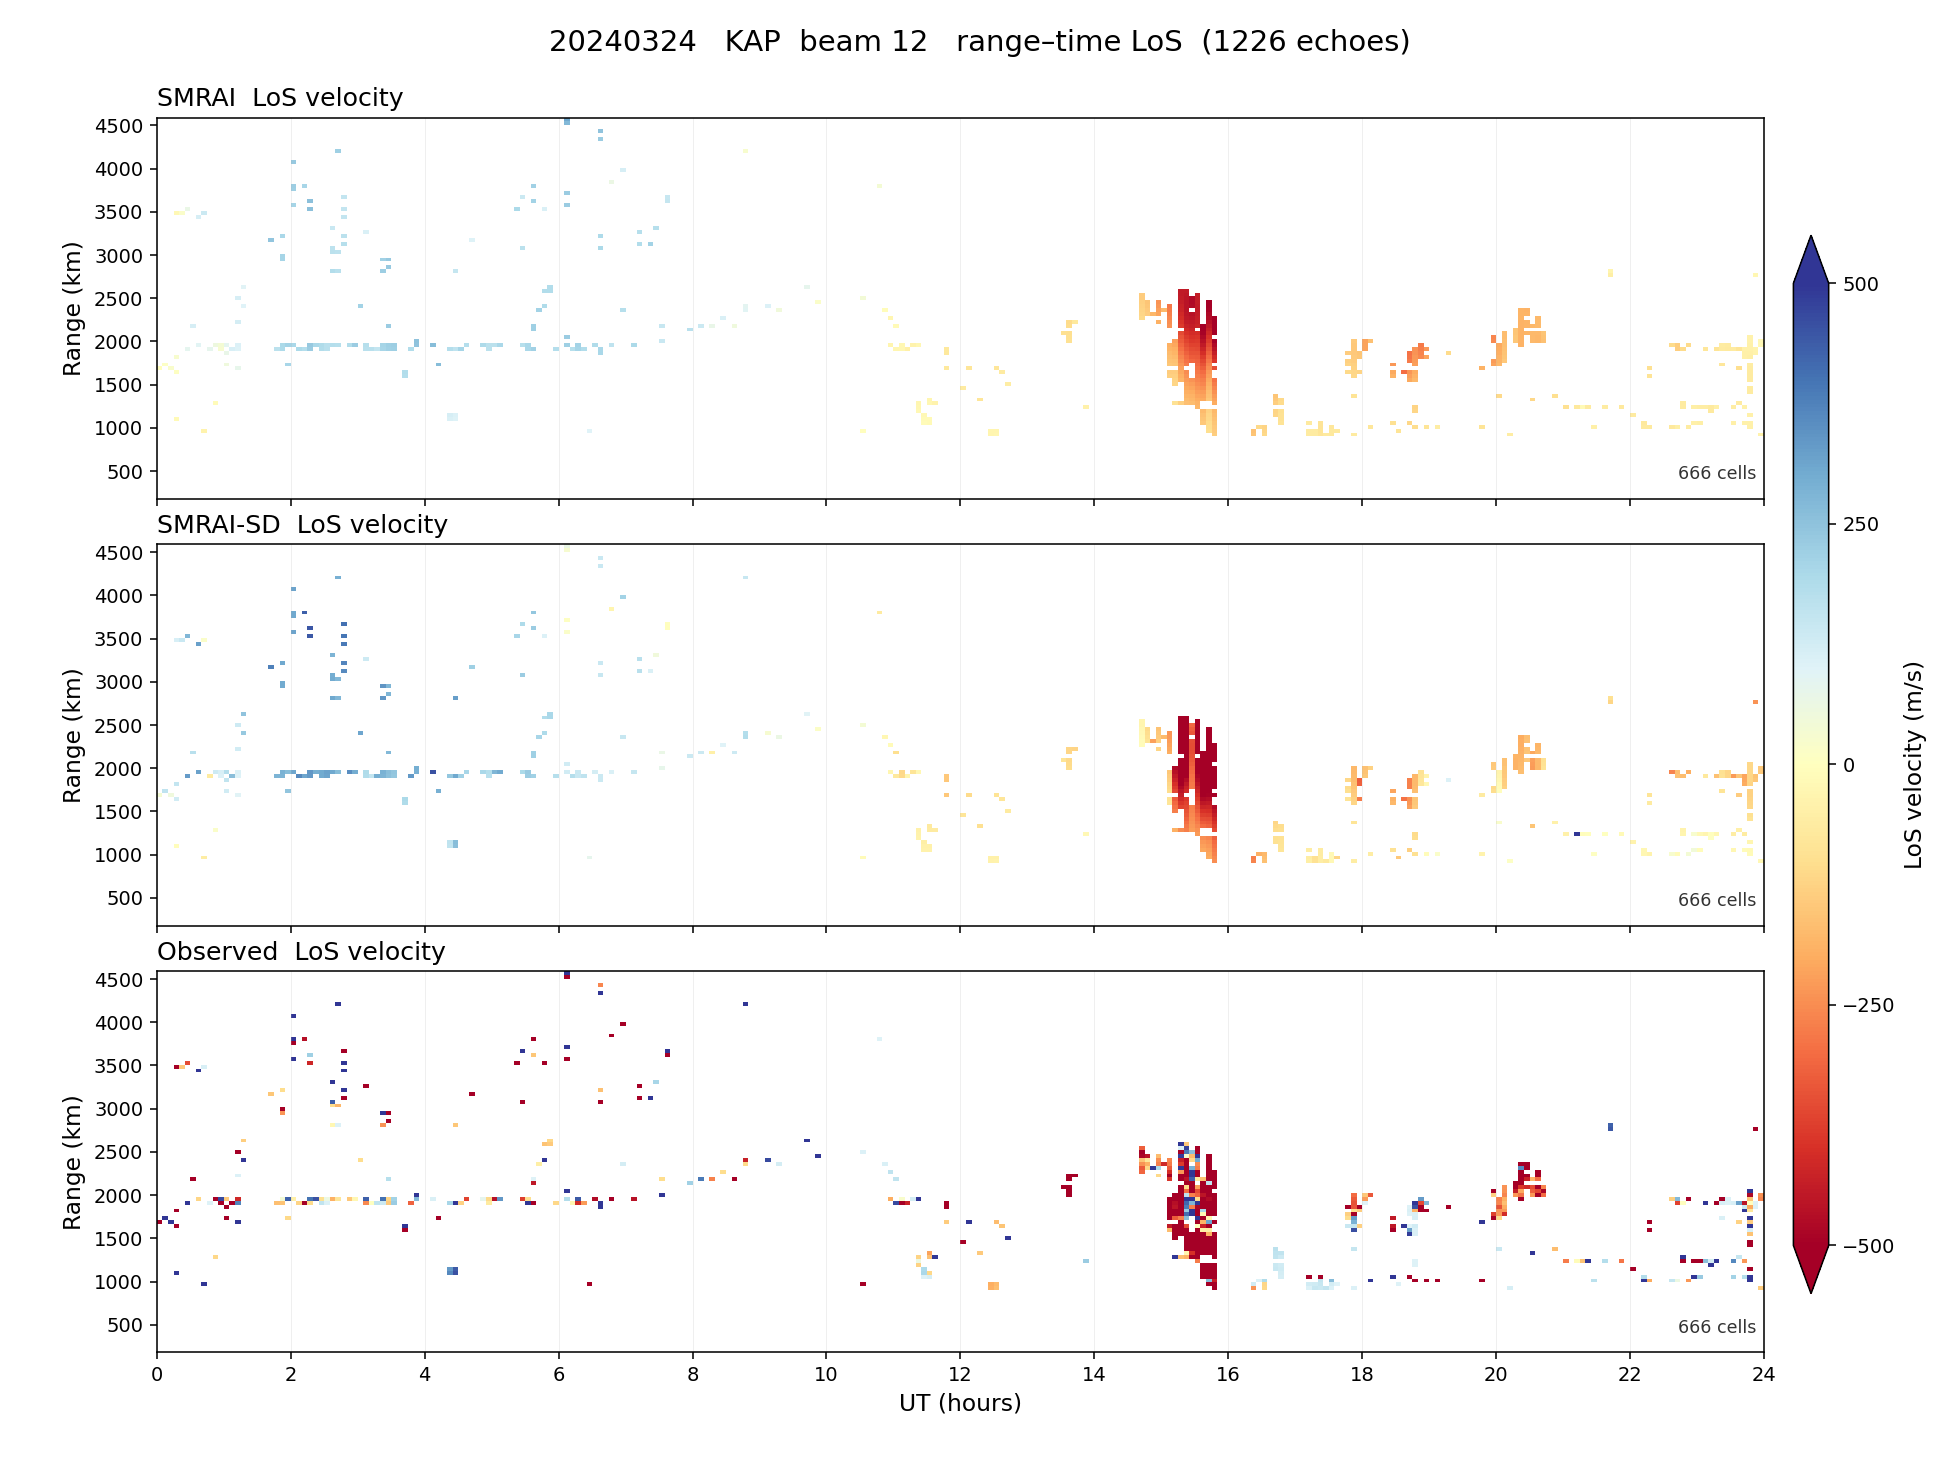 20240324   KAP  beam 12   range–time LoS  (1226 echoes)
SMRAI  LoS velocity
4500
4000
3500
3000
2500
2000
1500
1000
500
Range (km)
666 cells
SMRAI-SD  LoS velocity
4500
4000
3500
3000
2500
2000
1500
1000
500
Range (km)
666 cells
Observed  LoS velocity
4500
4000
3500
3000
2500
2000
1500
1000
500
Range (km)
666 cells
0 2 4 6 8 10 12 14 16 18 20 22 24
UT (hours)
500
250
0
−250
−500
LoS velocity (m/s)